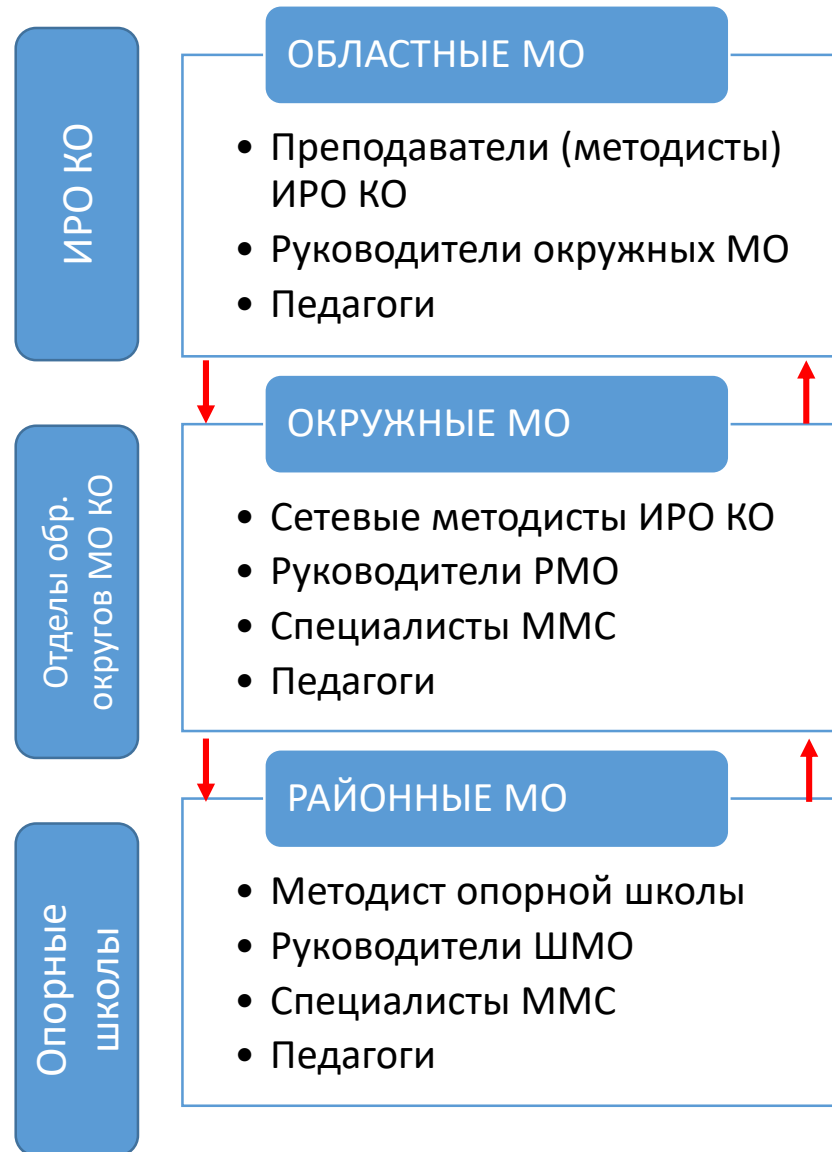 ИРО КО
ОБЛАСТНЫЕ МО
• Преподаватели (методисты)
ИРО КО
• Руководители окружных МО
• Педагоги
Отделы обр.
округов МО КО
ОКРУЖНЫЕ МО
• Сетевые методисты ИРО КО
• Руководители РМО
• Специалисты ММС
• Педагоги
Опорные
школы
РАЙОННЫЕ МО
• Методист опорной школы
• Руководители ШМО
• Специалисты ММС
• Педагоги